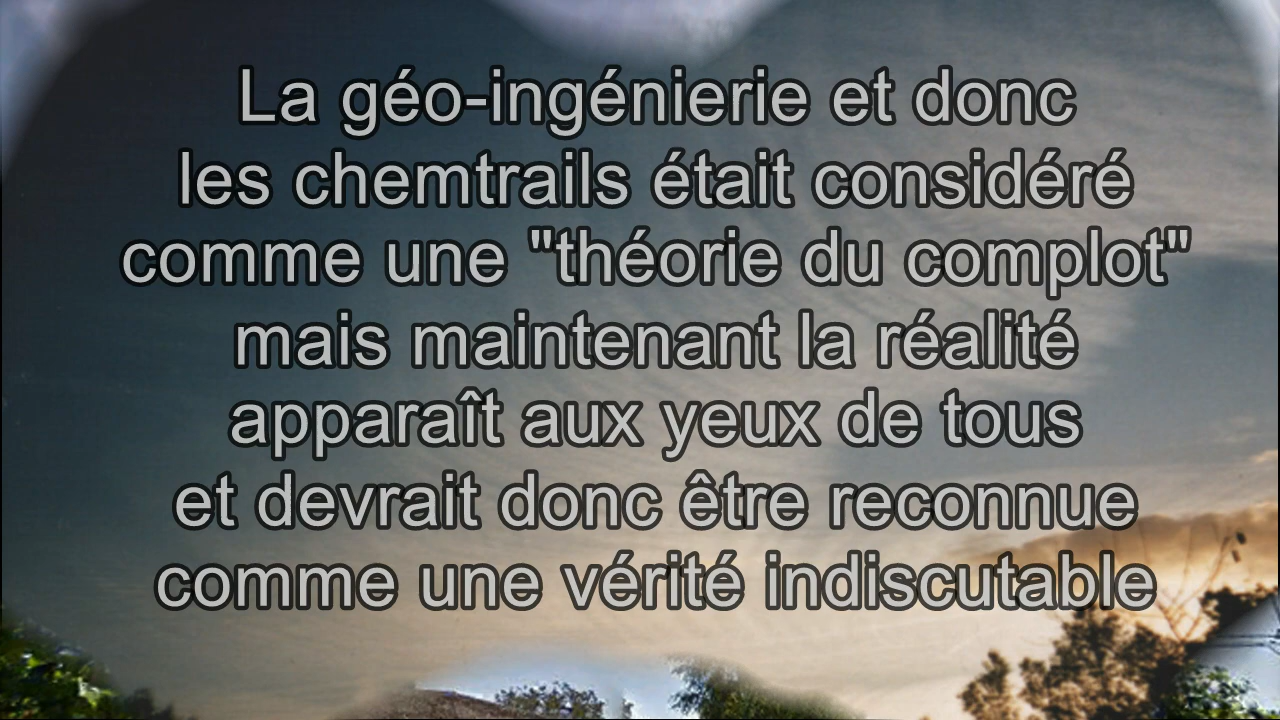 La géo-ingénierie et donc
les chemtrails était considéré
comme une "théorie du complot"
mais maintenant la réalité
apparaît aux yeux de tous
et devrait donc être reconnue
comme une vérité indiscutable